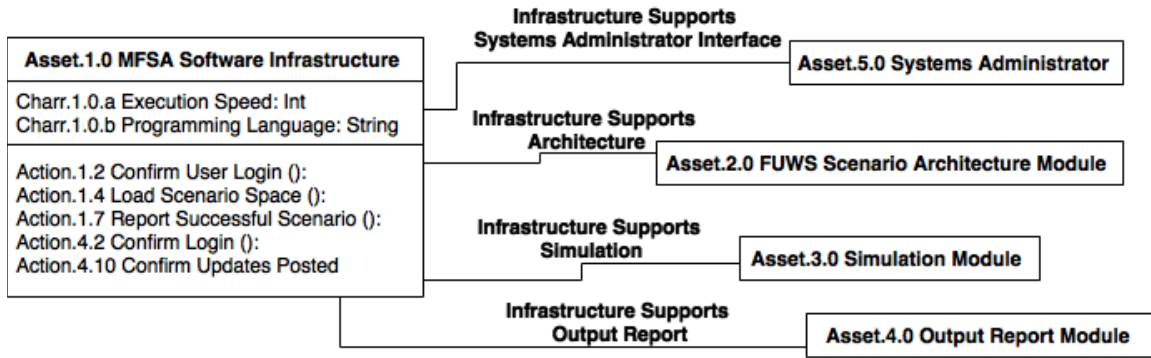 Asset.1.0 MFSA Software Infrastructure
Charr.1.0.a Execution Speed: Int
Charr.1.0.b Programming Language: String
Action.1.2 Confirm User Login ():
Action.1.4 Load Scenario Space ():
Action.1.7 Report Successful Scenario ():
Action.4.2 Confirm Login ():
Action.4.10 Confirm Updates Posted
Infrastructure Supports
Systems Administrator Interface
Asset.5.0 Systems Administrator
Infrastructure Supports
Architecture
Asset.2.0 FUWS Scenario Architecture Module
Infrastructure Supports
Simulation
Asset.3.0 Simulation Module
Infrastructure Supports
Output Report
Asset.4.0 Output Report Module